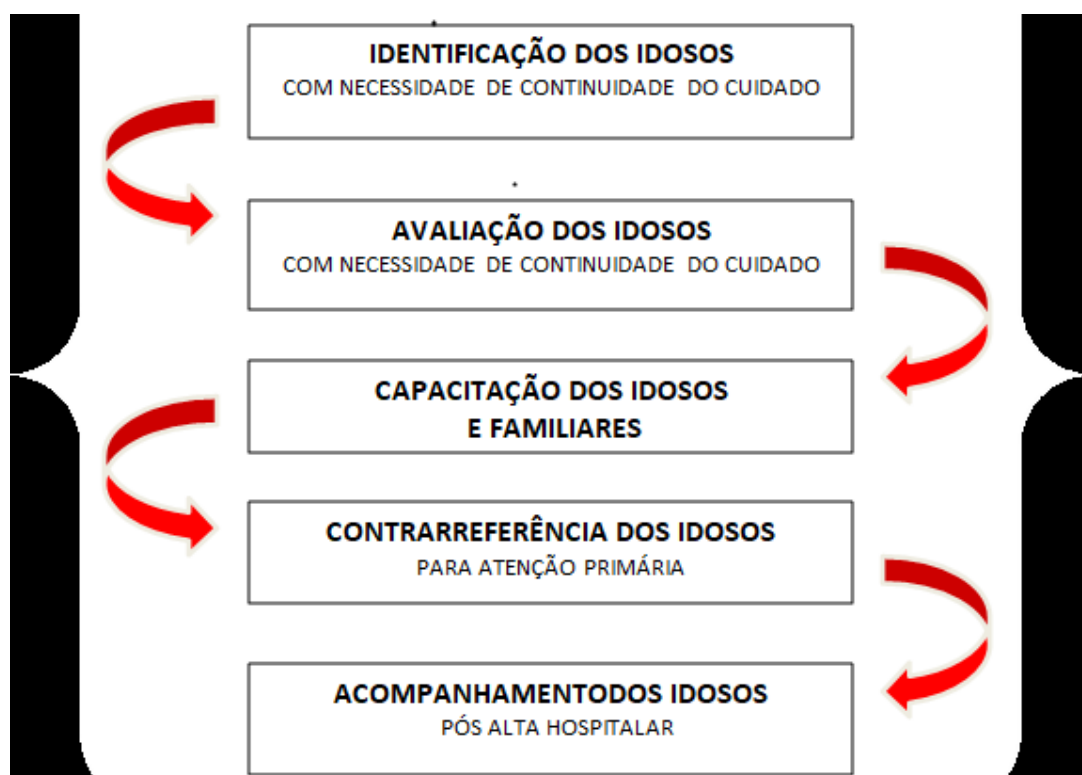 IDENTIFICAÇÃO DOS IDOSOS
COM NECESSIDADE DE CONTINUIDADE DO CUIDADO
AVALIAÇÃO DOS IDOSOS
COM NECESSIDADE DE CONTINUIDADE DO CUIDADO
CAPACITAÇÃO DOS IDOSOS
E FAMILIARES
CONTRARREFERÊNCIA DOS IDOSOS
PARA ATENÇÃO PRIMÁRIA
ACOMPANHAMENTODOS IDOSOS
PÓS ALTA HOSPITALAR